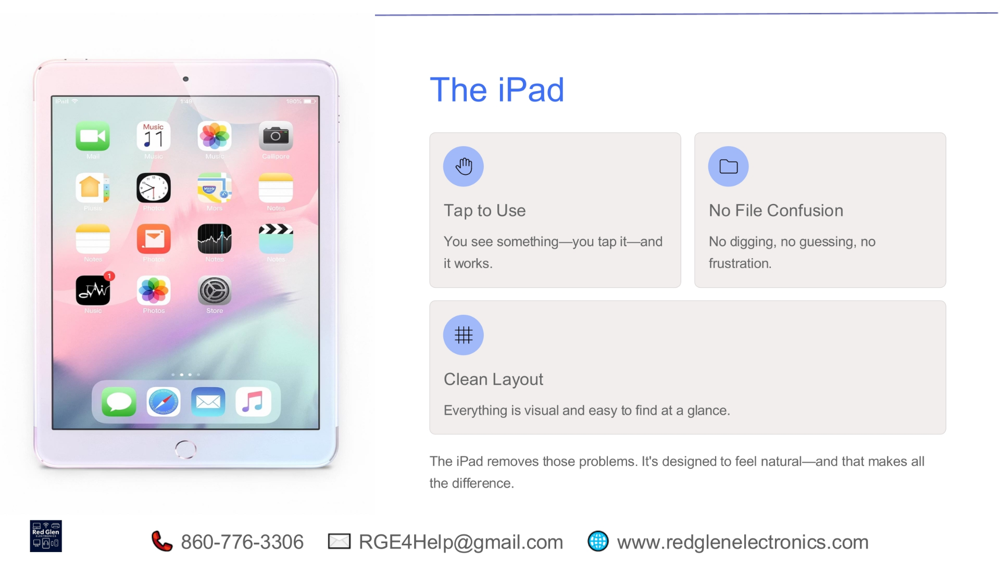 The iPad
iPad
1:49
100%
Music
Mail
Music
Music
Callipore
Plusis
Photos
Mors
Notes
Notes
Photos
Notes
Notes
1
Nusic
Photos
Store
Tap to Use
You see something—you tap it—and
it works.
No File Confusion
No digging, no guessing, no
frustration.
Clean Layout
Everything is visual and easy to find at a glance.
The iPad removes those problems. It's designed to feel natural—and that makes all
the difference.
Red Glen
ELECTRONICS
860-776-3306
RGE4Help@gmail.com
www.redglenelectronics.com